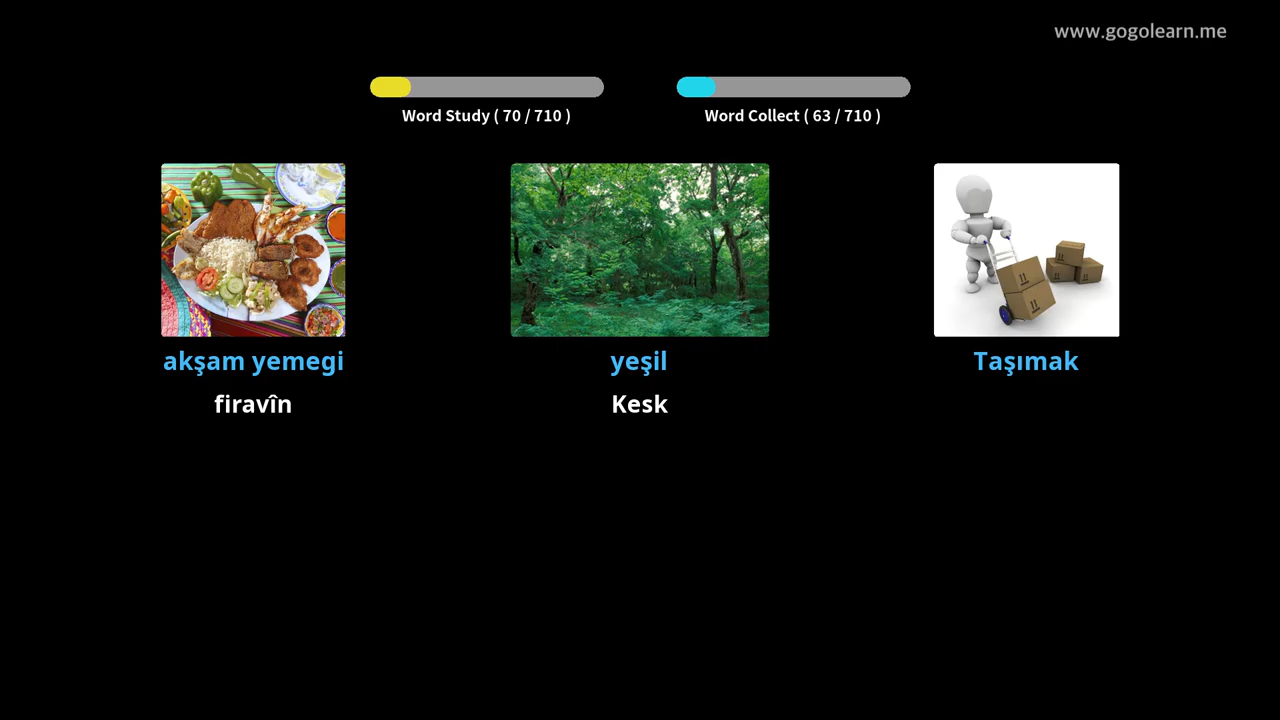 www.gogolearn.me
Word Study ( 70 / 710 )
Word Collect ( 63 / 710 )
akşam yemegi
firavîn
yeşil
Kesk
Taşımak